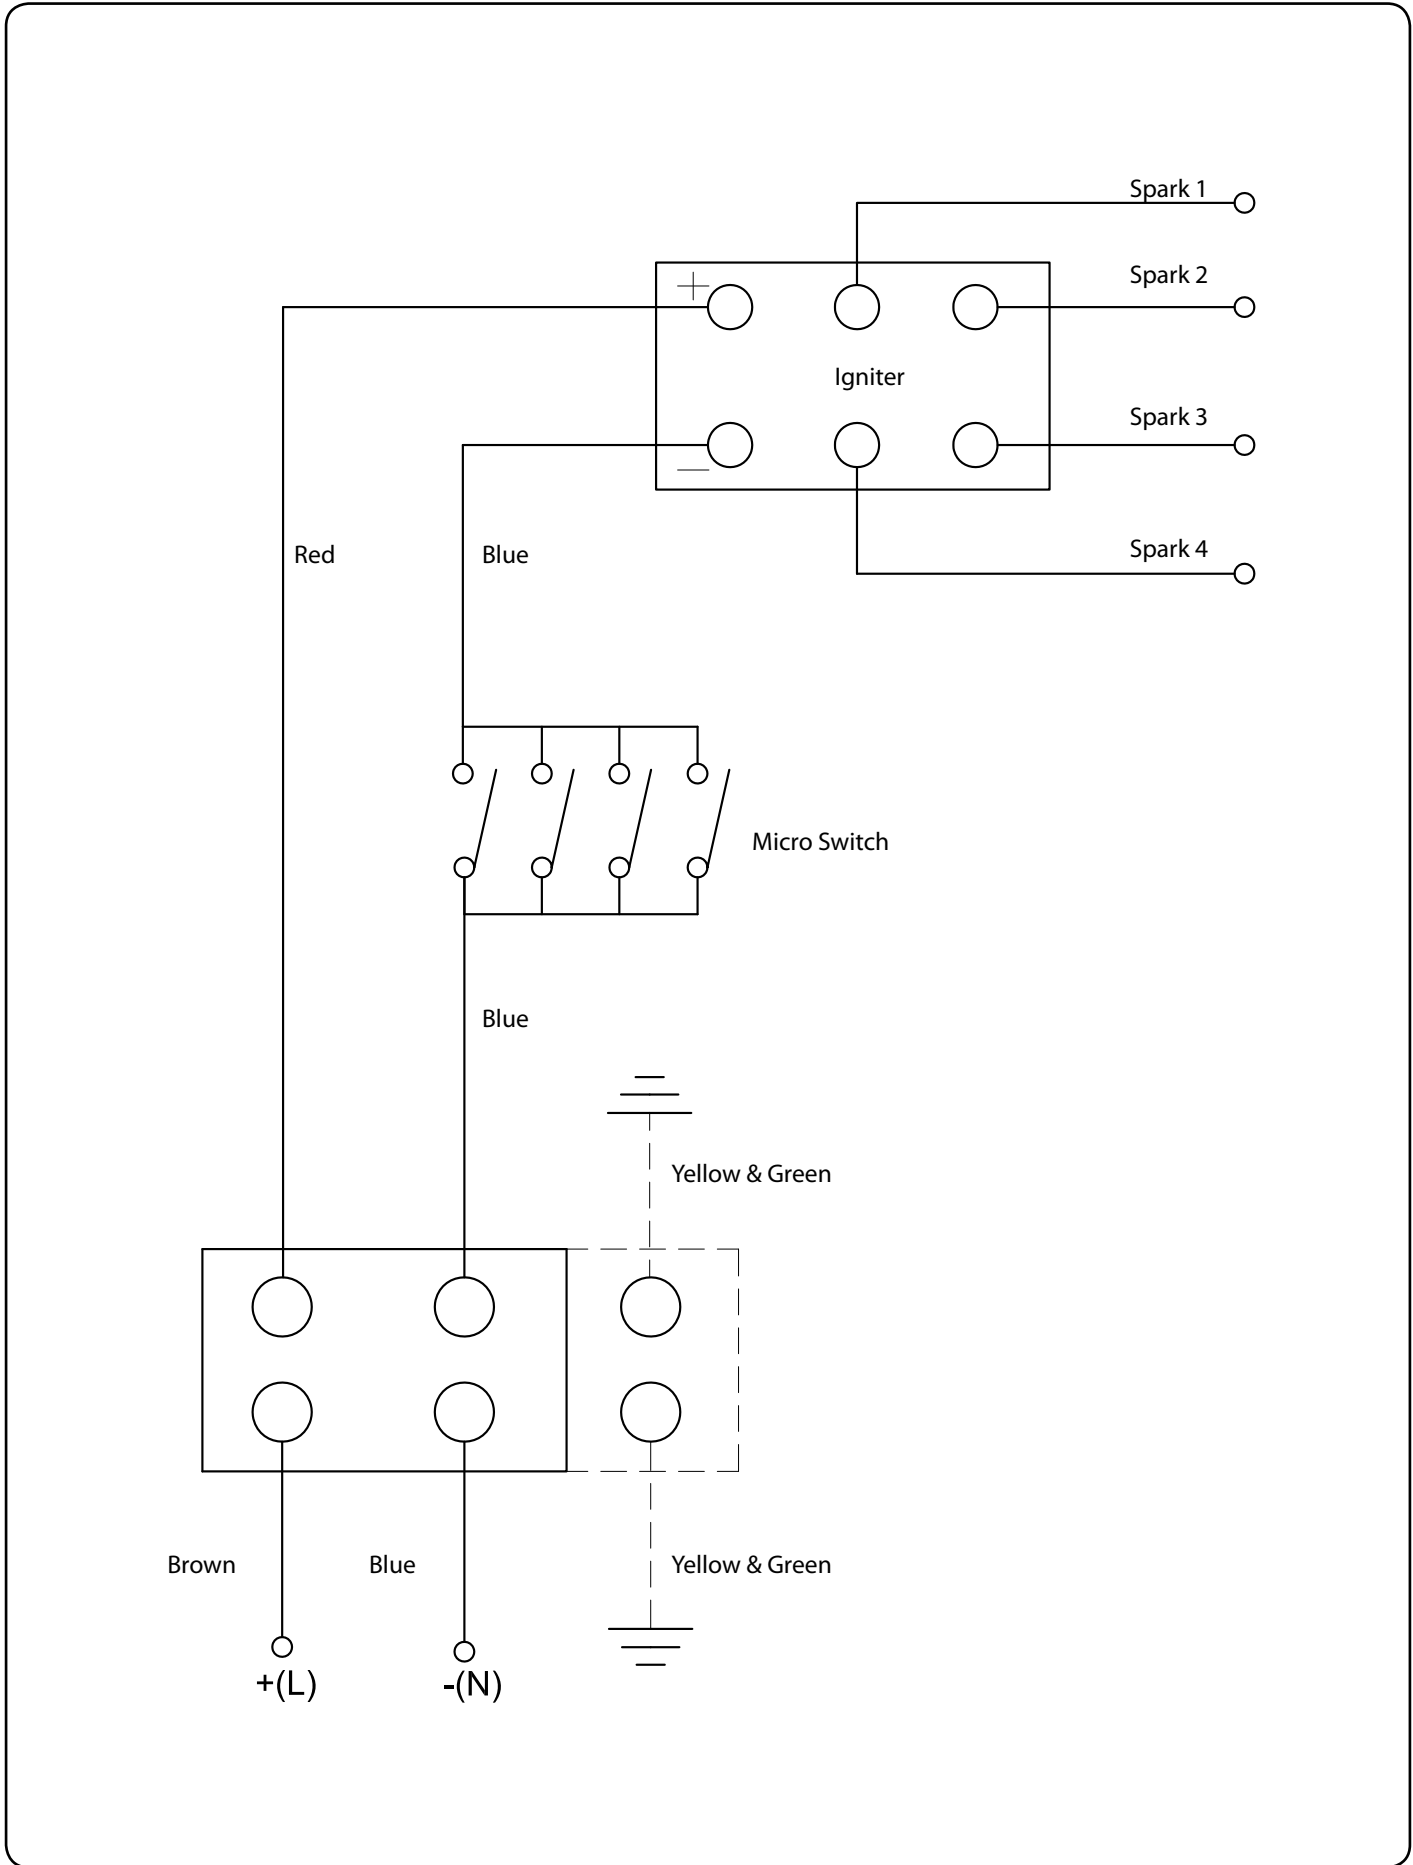 Spark 1
Spark 2
+
Igniter
Spark 3
—
Spark 4
Red
Blue
Micro Switch
Blue
Yellow & Green
Brown
Blue
Yellow & Green
+(L)
-(N)